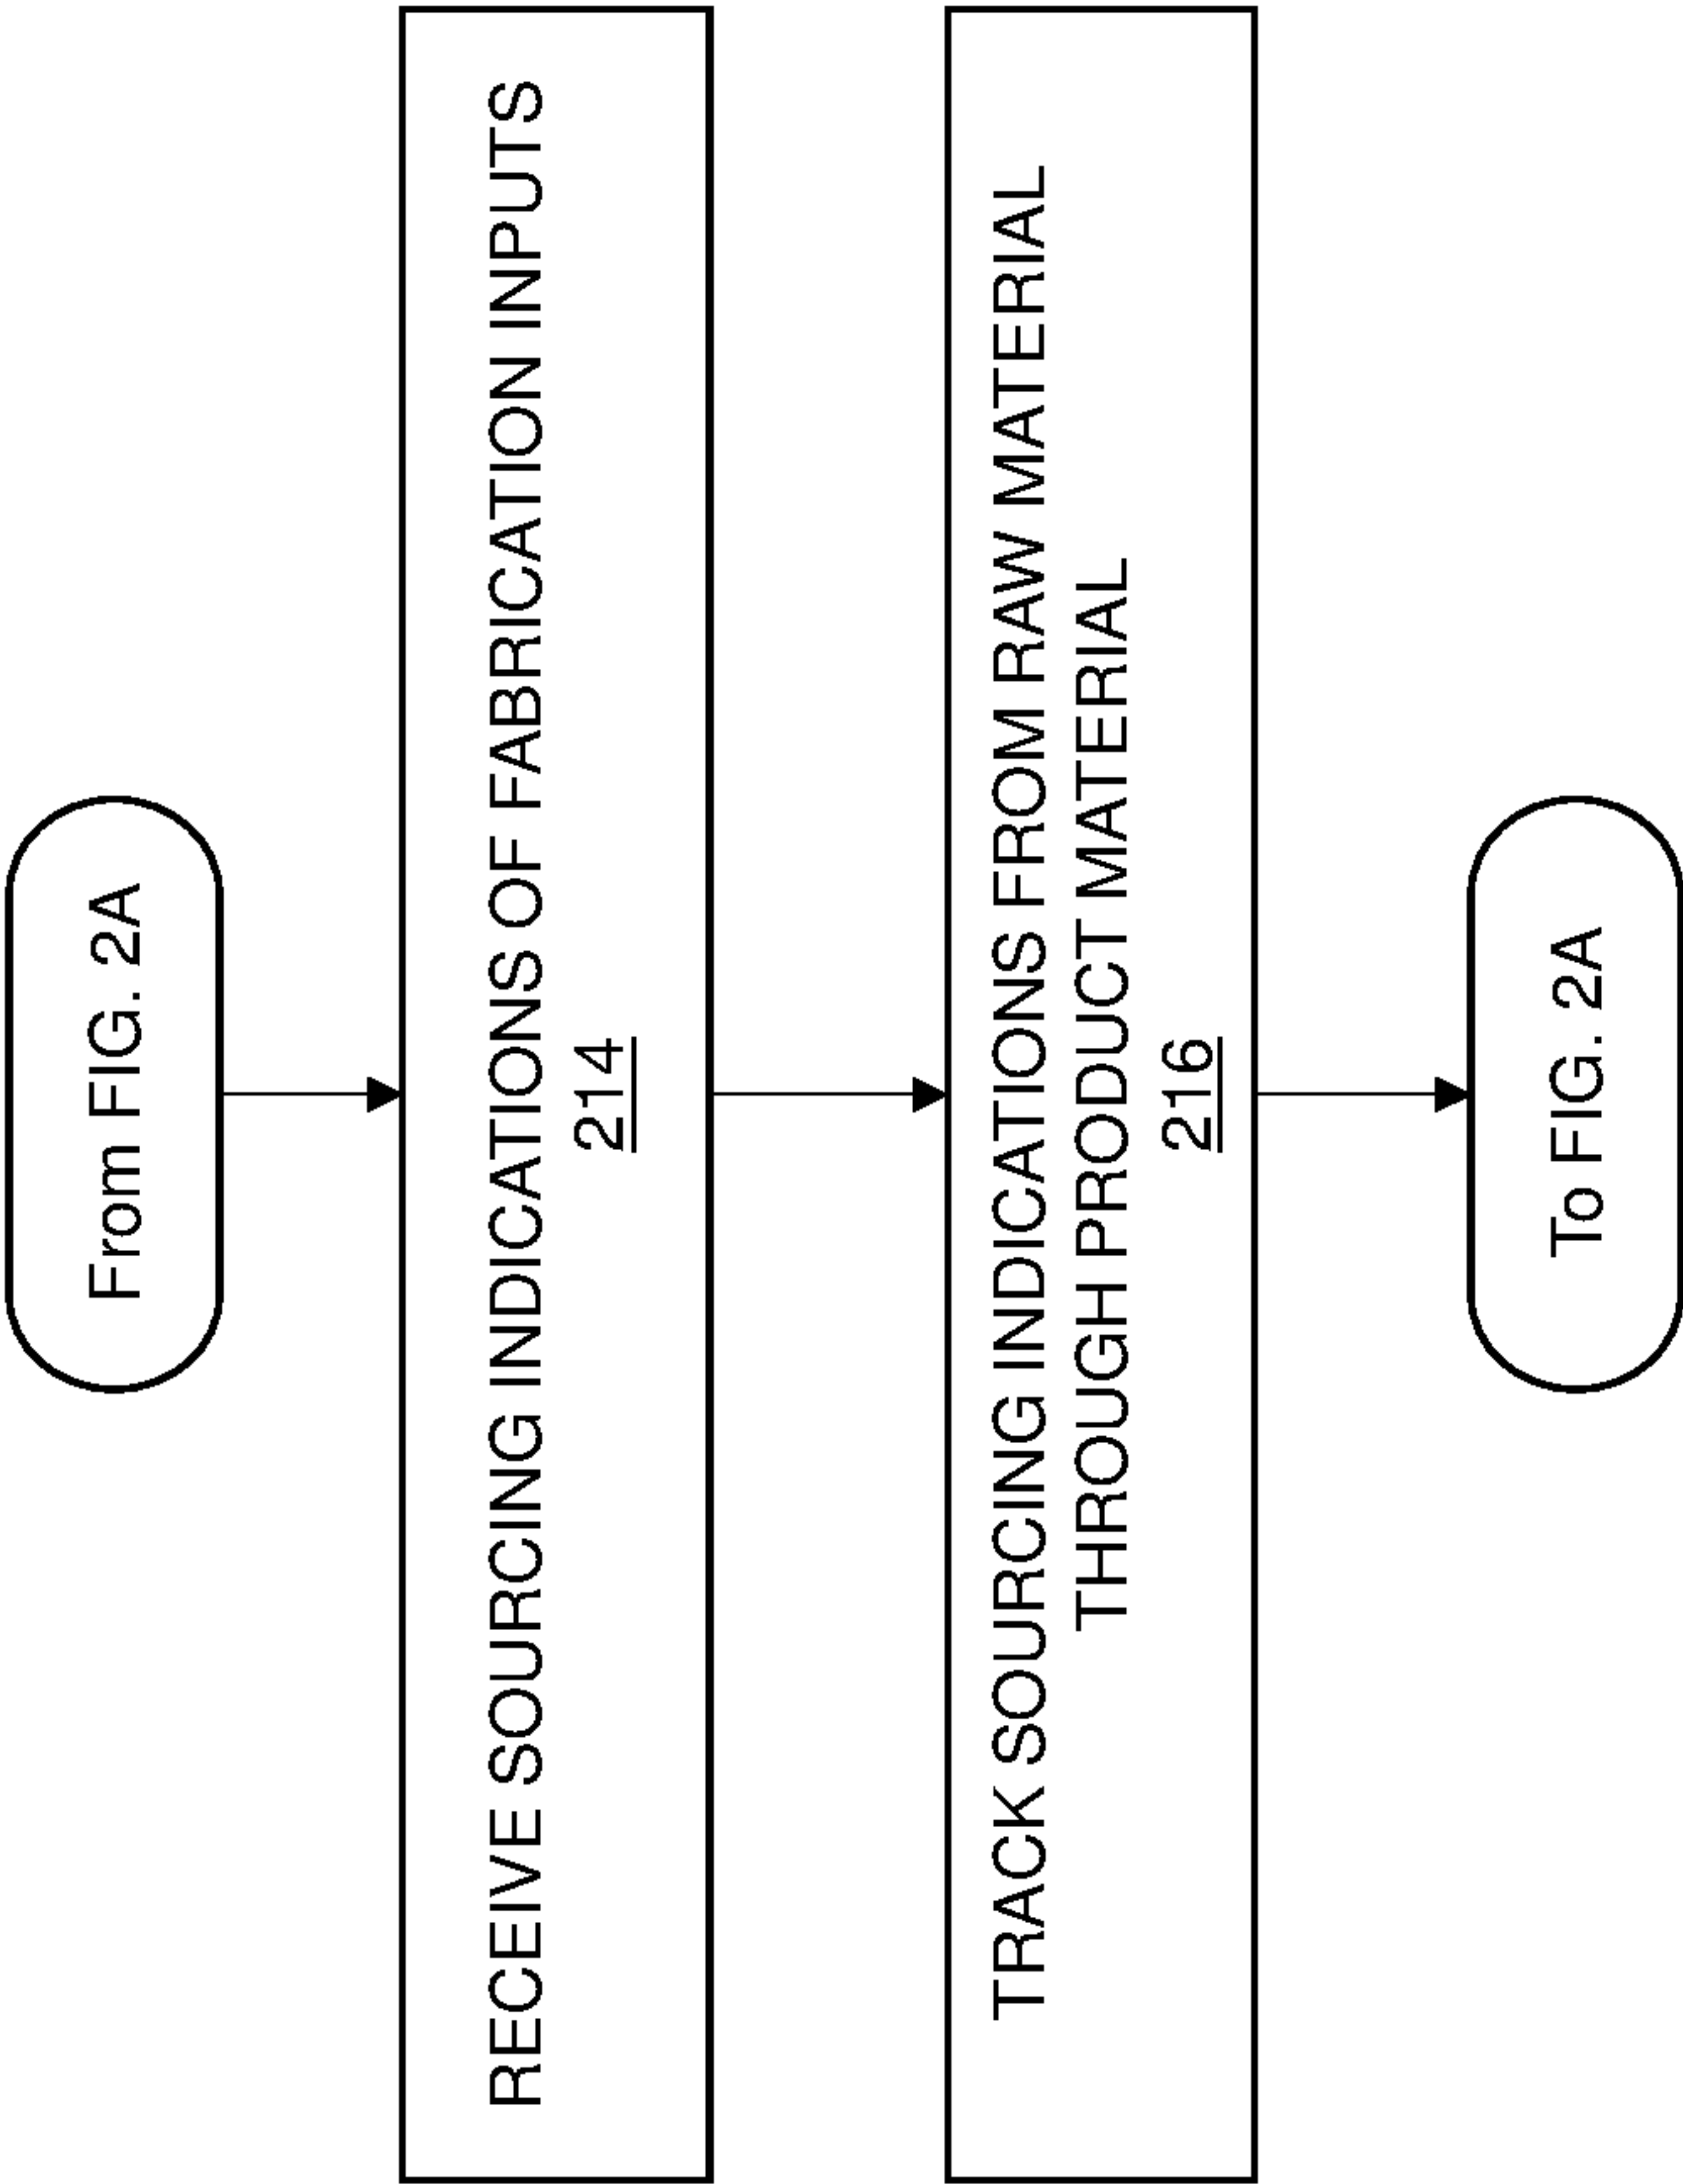 From FIG. 2A
RECEIVE SOURCING INDICATIONS OF FABRICATION INPUTS
214
TRACK SOURCING INDICATIONS FROM RAW MATERIAL
THROUGH PRODUCT MATERIAL
216
To FIG. 2A